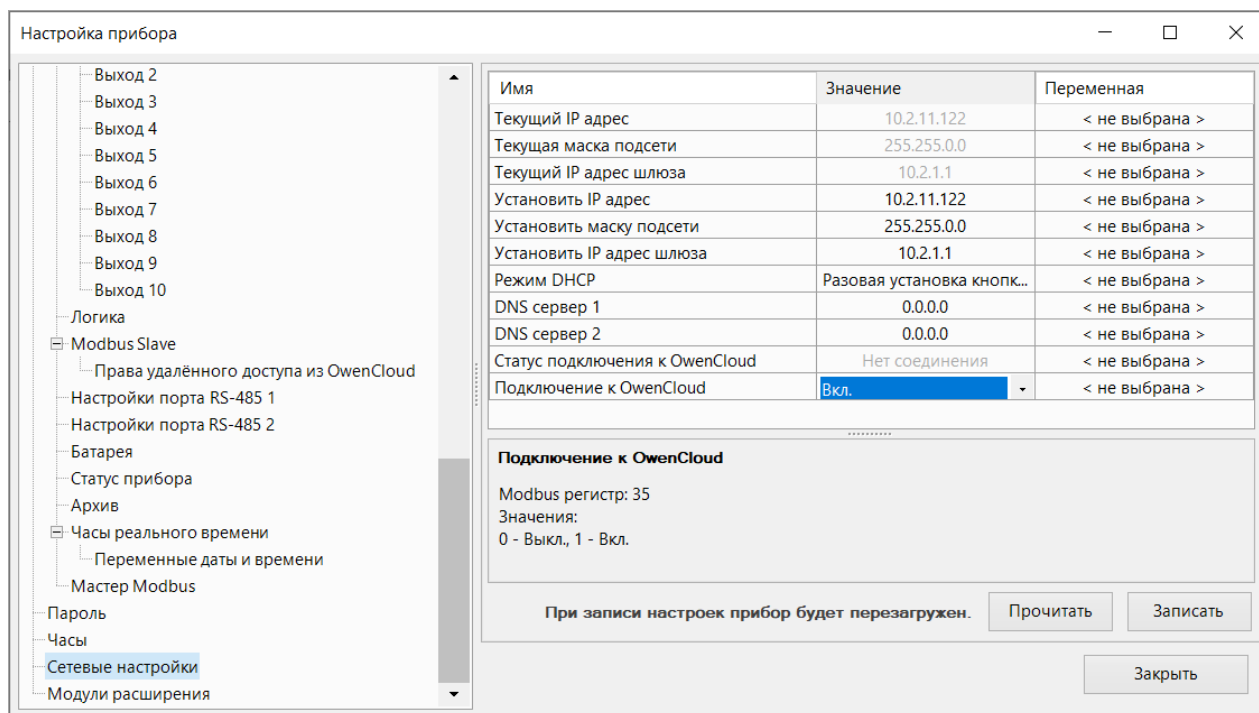 Настройка прибора
Выход 2
Выход 3
Выход 4
Выход 5
Выход 6
Выход 7
Выход 8
Выход 9
Выход 10
Логика
Modbus Slave
Права удалённого доступа из OwenCloud
Настройки порта RS-485 1
Настройки порта RS-485 2
Батарея
Статус прибора
Архив
Часы реального времени
Переменные даты и времени
Мастер Modbus
Пароль
Часы
Сетевые настройки
Модули расширения
Имя Значение Переменная
Текущий IP адрес 10.2.11.122 < не выбрана >
Текущая маска подсети 255.255.0.0 < не выбрана >
Текущий IP адрес шлюза 10.2.1.1 < не выбрана >
Установить IP адрес 10.2.11.122 < не выбрана >
Установить маску подсети 255.255.0.0 < не выбрана >
Установить IP адрес шлюза 10.2.1.1 < не выбрана >
Режим DHCP Разовая установка кнопк... < не выбрана >
DNS сервер 1 0.0.0.0 < не выбрана >
DNS сервер 2 0.0.0.0 < не выбрана >
Статус подключения к OwenCloud Нет соединения < не выбрана >
Подключение к OwenCloud Вкл. < не выбрана >
Подключение к OwenCloud
Modbus регистр: 35
Значения:
0 - Выкл., 1 - Вкл.
При записи настроек прибор будет перезагружен. Прочитать Записать
Закрыть